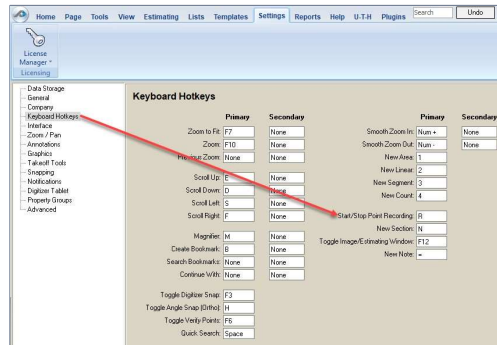 Home Page Tools View Estimating Lists Templates Settings Reports Help U-T-H Plugins Search Undo
License
Manager
Licensing
Data Storage
General
Company
Keyboard Hotkeys
Interface
Zoom / Pan
Annotations
Graphics
Takeoff Tools
Snapping
Notifications
Digitizer Tablet
Property Groups
Advanced
Keyboard Hotkeys
Primary Secondary
Zoom to Fit: F7 None
Zoom: F10 None
Previous Zoom: None None
Scroll Up: E None
Scroll Down: D None
Scroll Left: S None
Scroll Right: F None
Magnifier: M None
Create Bookmark: B None
Search Bookmarks: None None
Continue With: None None
Toggle Digitizer Snap: F3
Toggle Angle Snap (Ortho): H
Toggle Verify Points: F6
Quick Search: Space
Primary Secondary
Smooth Zoom In: Num + None
Smooth Zoom Out: Num - None
New Area: 1
New Linear: 2
New Segment: 3
New Count: 4
Start/Stop Point Recording: R
New Section: N
Toggle Image/Estimating Window: F12
New Note: =